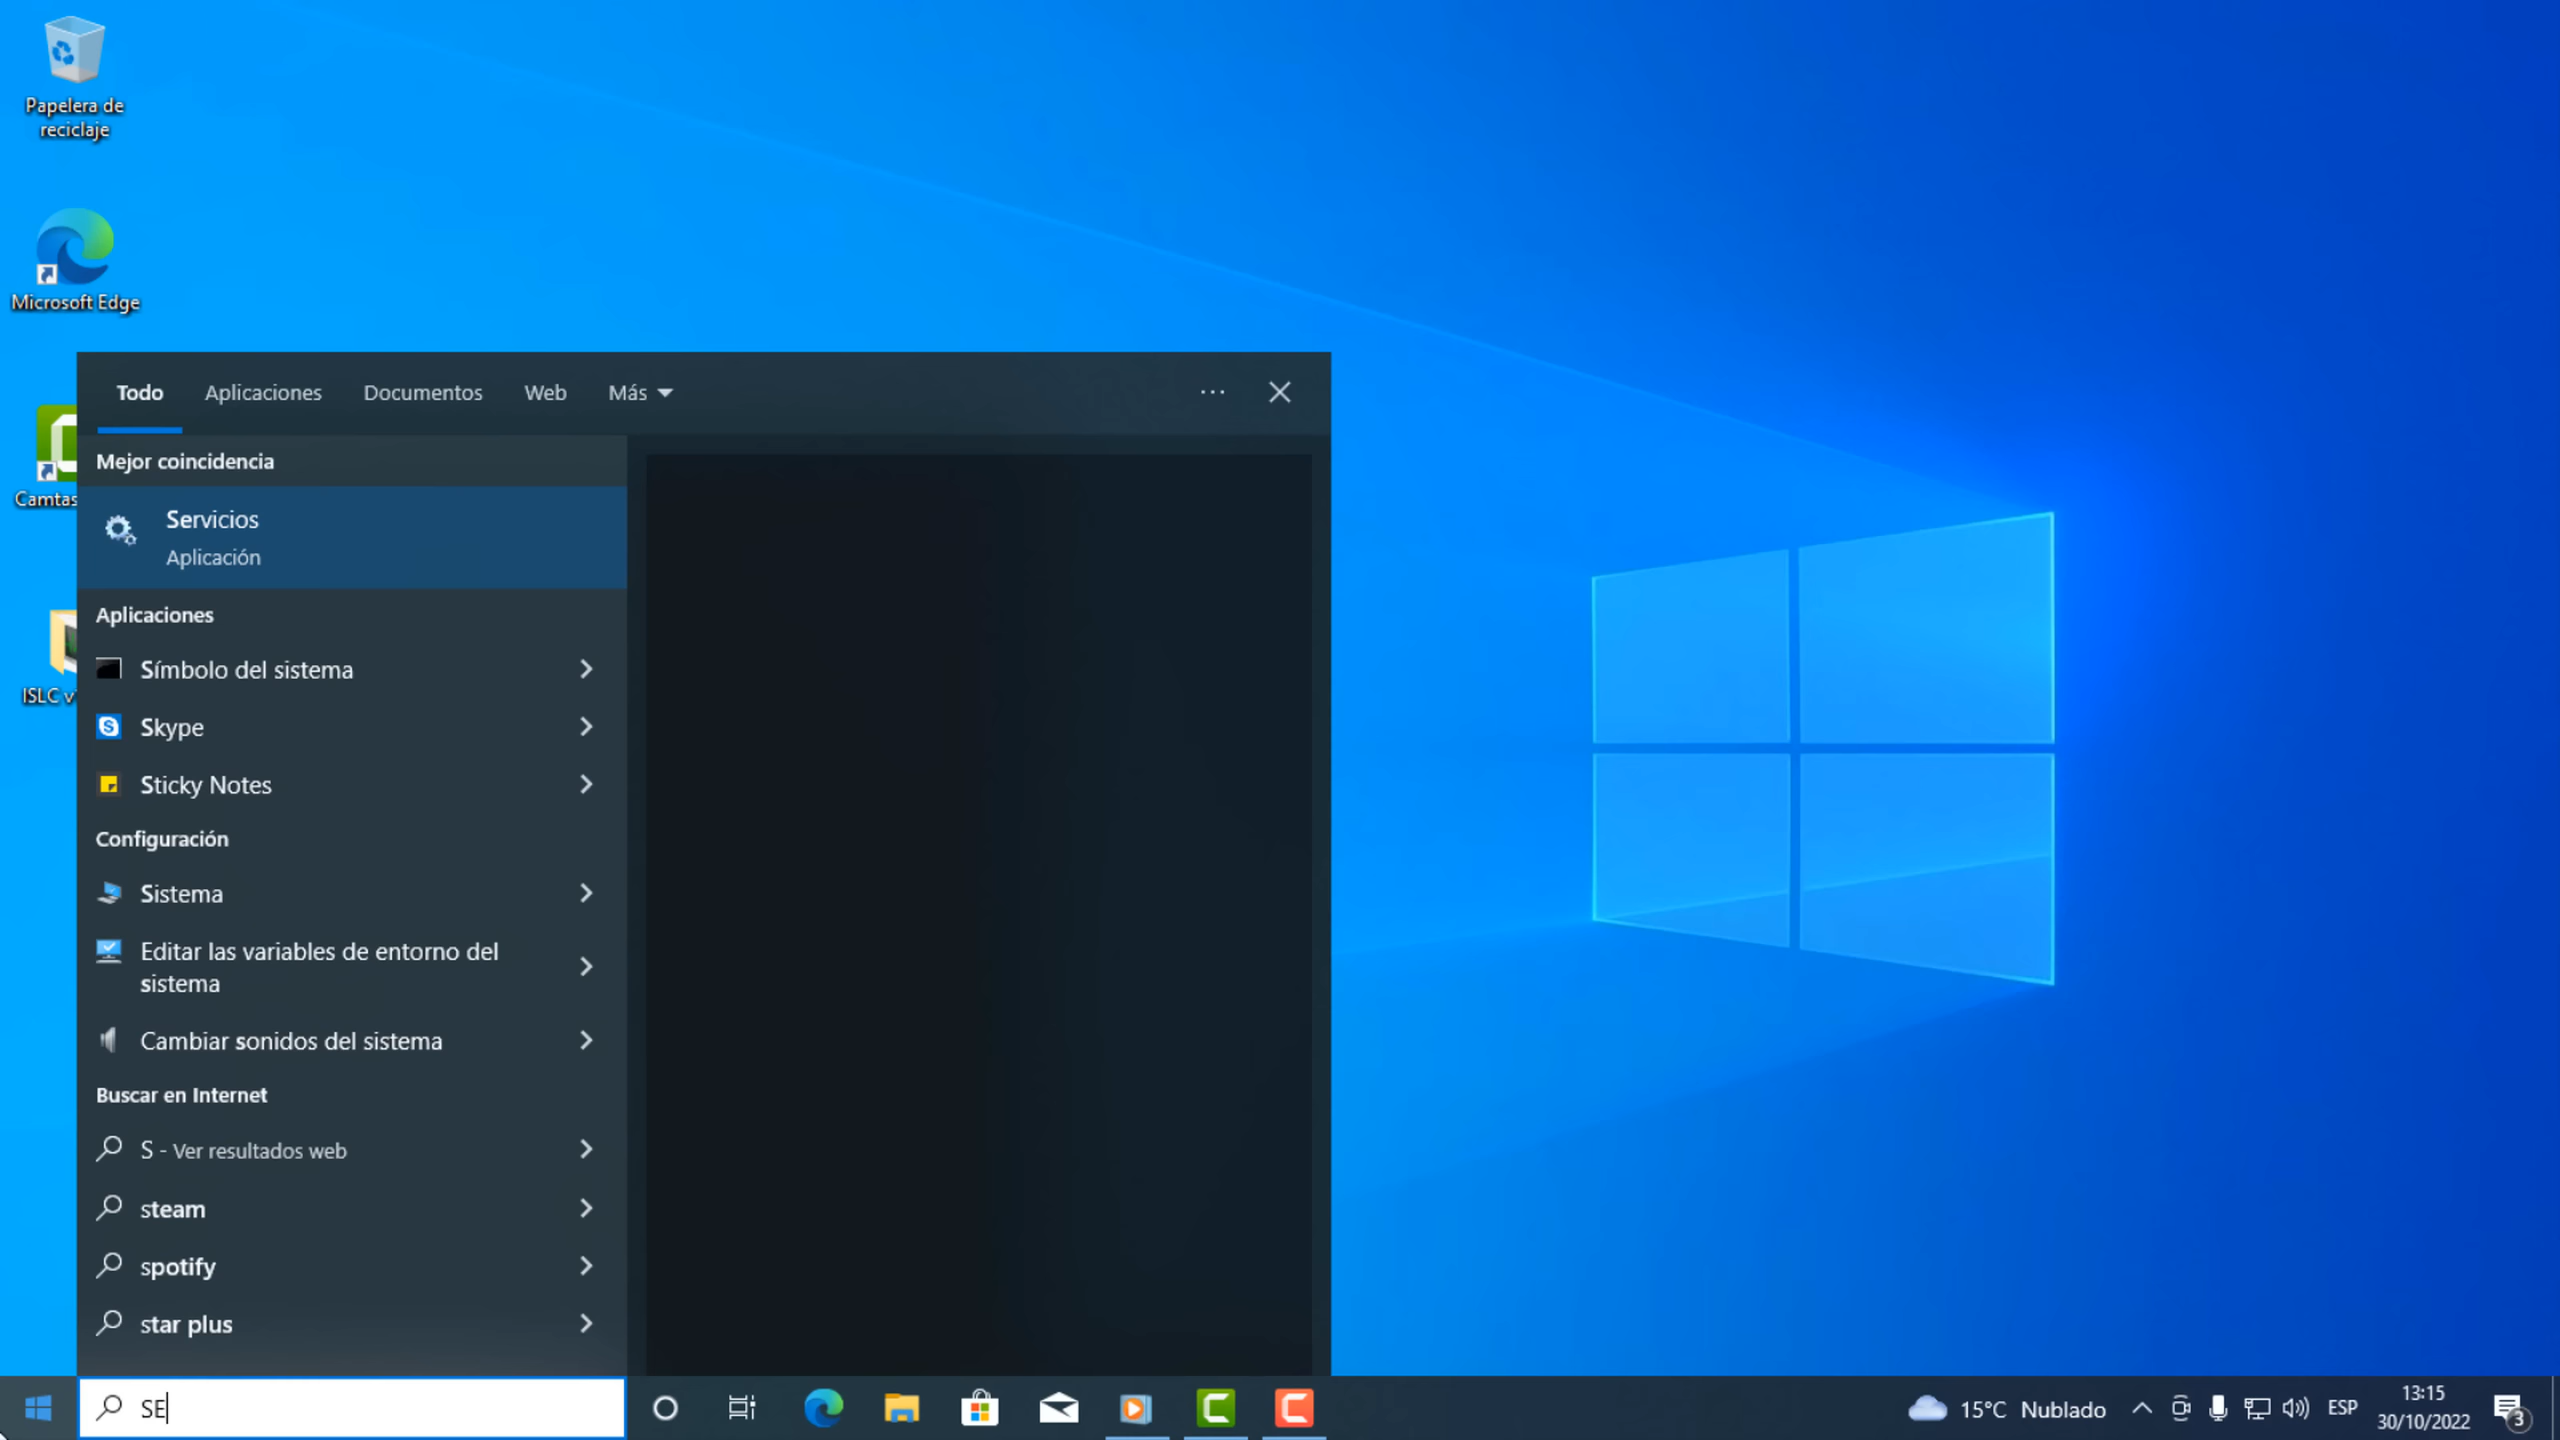 Papelera de
reciclaje
Microsoft Edge
Camtas
ISLC v
Todo
Aplicaciones
Documentos
Web
Más
Mejor coincidencia
Servicios
Aplicación
Aplicaciones
Símbolo del sistema
Skype
Sticky Notes
Configuración
Sistema
Editar las variables de entorno del
sistema
Cambiar sonidos del sistema
Buscar en Internet
S - Ver resultados web
steam
spotify
star plus
SE
15°C Nublado
ESP
13:15
30/10/2022
3